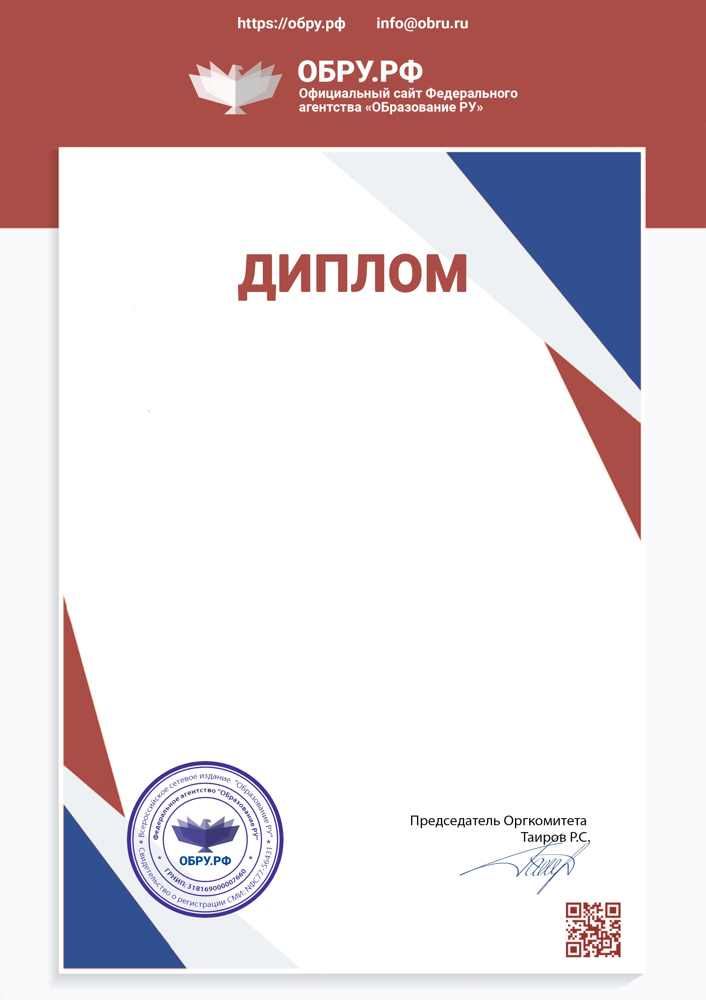 https://обру.рф info@obru.ru
ОБРУ.РФ
Официальный сайт Федерального
агентства «ОБразование РУ»
ДИПЛОМ
Всероссийское сетевое издание "ОБразование РУ"
* Свидетельство о регистрации СМИ: №ФС77-56431 *
Федеральное агентство "ОБразование РУ"
* ГРНИП: 318169000007660 *
ОБРУ.РФ
Председатель Оргкомитета
Таиров Р.С.